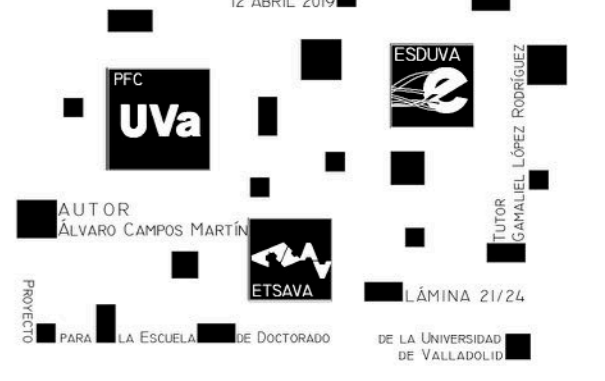 12 ABRIL 2019
ESDUVA
PFC
UVa
e
TUTOR
GAMALIEL LÓPEZ RODRÍGUEZ
AUTOR
ÁLVARO CAMPOS MARTÍN
ETSAVA
LÁMINA 21/24
PROYECTO
PARA LA ESCUELA DE DOCTORADO
DE LA UNIVERSIDAD
DE VALLADOLID